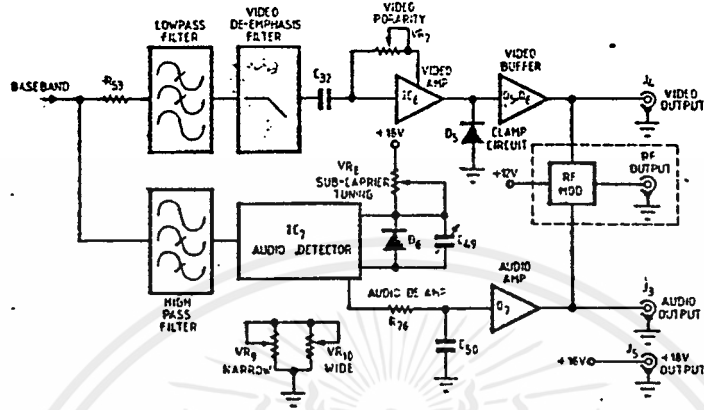 LOWPASS
FILTER
VIDEO
DE-EMPHASIS
FILTER
VIDEO
POLARITY
VR7
VIDEO AMP
VIDEO
BUFFER
J4
VIDEO
OUTPUT
BASEBAND
R53
C32
IC6
D5
CLAMP
CIRCUIT
+18V
VR8
SUB-CARRIER
TUNING
+12V
RF
MOD
RF
OUTPUT
IC7
AUDIO DETECTOR
D6
C49
HIGH
PASS
FILTER
AUDIO DE AMP
R76
C50
AUDIO
AMP
Q7
J3
AUDIO
OUTPUT
VR9
NARROW
VR10
WIDE
+18V
J5
+18V
OUTPUT